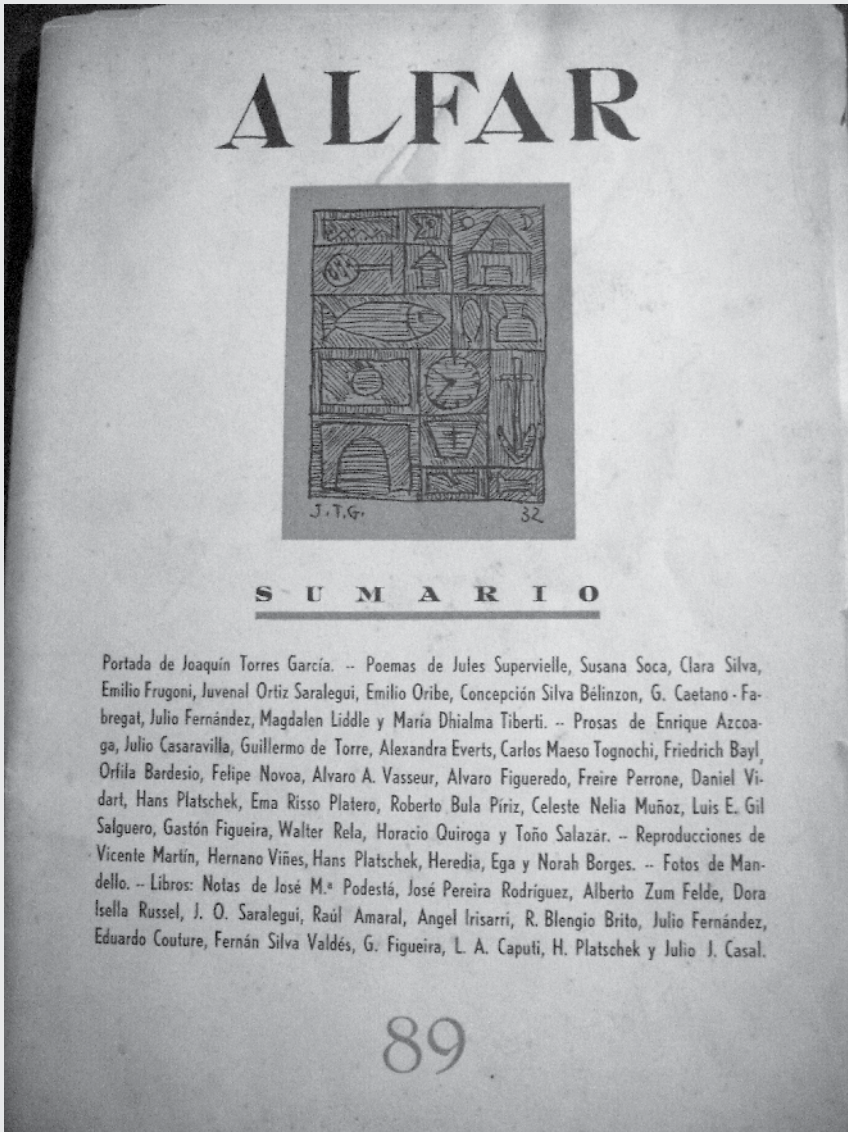 ALFAR
J.T.G. 32
SUMARIO
Portada de Joaquín Torres García. -- Poemas de Jules Supervielle, Susana Soca, Clara Silva,
Emilio Frugoni, Juvenal Ortiz Saralegui, Emilio Oribe, Concepción Silva Bélinzon, G. Caetano - Fa-
bregat, Julio Fernández, Magdalen Liddle y María Dhialma Tiberti. -- Prosas de Enrique Azcoa-
ga, Julio Casaravilla, Guillermo de Torre, Alexandra Everts, Carlos Maeso Tognochi, Friedrich Bayl,
Orfila Bardesio, Felipe Novoa, Alvaro A. Vasseur, Alvaro Figueredo, Freire Perrone, Daniel Vi-
dart, Hans Platschek, Ema Risso Platero, Roberto Bula Píriz, Celeste Nelia Muñoz, Luis E. Gil
Salguero, Gastón Figueira, Walter Rela, Horacio Quiroga y Toño Salazár. -- Reproducciones de
Vicente Martín, Hernano Viñes, Hans Platschek, Heredia, Ega y Norah Borges. -- Fotos de Man-
dello. -- Libros: Notas de José M.ª Podestá, José Pereira Rodríguez, Alberto Zum Felde, Dora
Isella Russel, J. O. Saralegui, Raúl Amaral, Angel Irisarri, R. Blengio Brito, Julio Fernández,
Eduardo Couture, Fernán Silva Valdés, G. Figueira, L. A. Caputi, H. Platschek y Julio J. Casal.
89